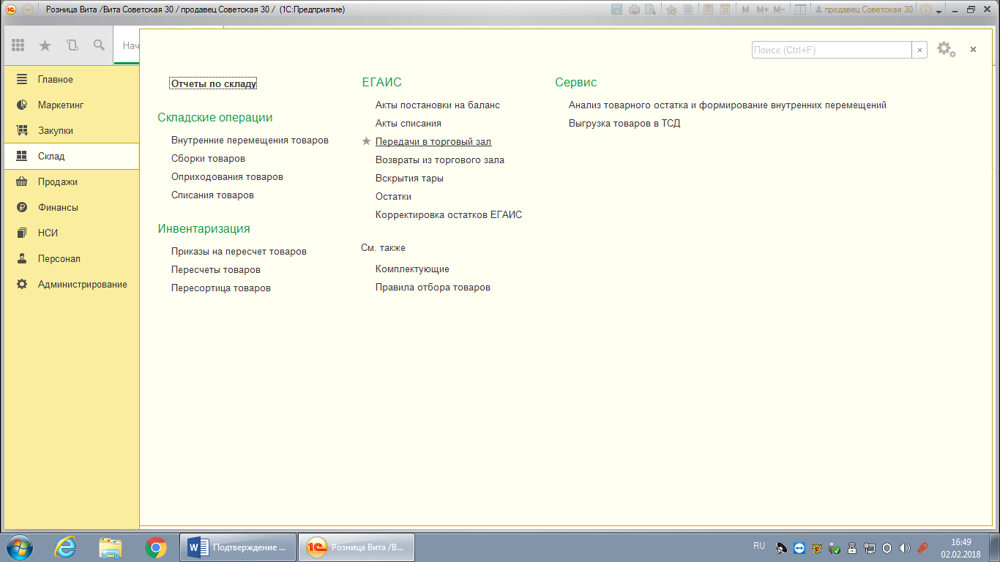 Розница Вита /Вита Советская 30 / продавец Советская 30 / (1С:Предприятие)
M M+ M- продавец Советская 30
Нач
Поиск (Ctrl+F)
Главное
Маркетинг
Закупки
Склад
Продажи
Финансы
НСИ
Персонал
Администрирование
Отчеты по складу
Складские операции
Внутренние перемещения товаров
Сборки товаров
Оприходования товаров
Списания товаров
Инвентаризация
Приказы на пересчет товаров
Пересчеты товаров
Пересортица товаров
ЕГАИС
Акты постановки на баланс
Акты списания
Передачи в торговый зал
Возвраты из торгового зала
Вскрытия тары
Остатки
Корректировка остатков ЕГАИС
См. также
Комплектующие
Правила отбора товаров
Сервис
Анализ товарного остатка и формирование внутренних перемещений
Выгрузка товаров в ТСД
Подтверждение ...
Розница Вита /В...
RU
16:49
02.02.2018